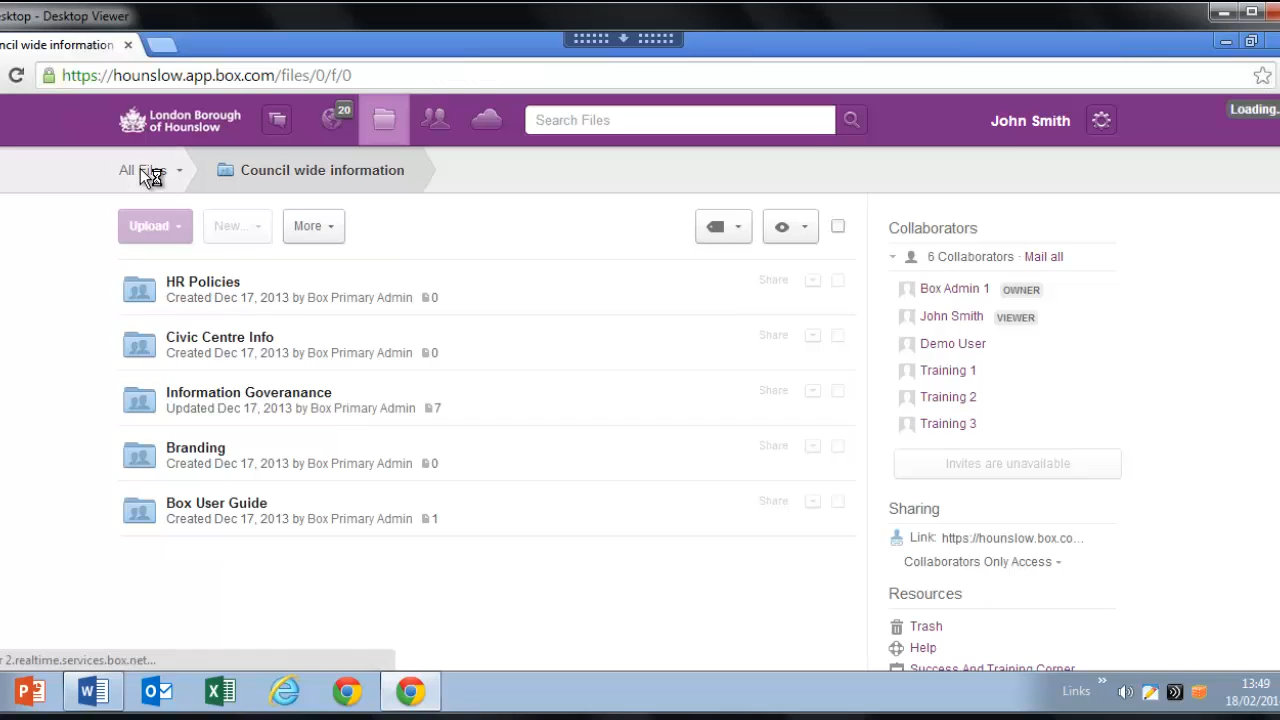 sktop - Desktop Viewer
ncil wide information ×
https://hounslow.app.box.com/files/0/f/0
London Borough
of Hounslow
20
Search Files
John Smith
Loading.
All Files
Council wide information
Upload
New...
More
HR Policies
Created Dec 17, 2013 by Box Primary Admin 0
Share
Civic Centre Info
Created Dec 17, 2013 by Box Primary Admin 0
Share
Information Goveranance
Updated Dec 17, 2013 by Box Primary Admin 7
Share
Branding
Created Dec 17, 2013 by Box Primary Admin 0
Share
Box User Guide
Created Dec 17, 2013 by Box Primary Admin 1
Share
Collaborators
6 Collaborators · Mail all
Box Admin 1 OWNER
John Smith VIEWER
Demo User
Training 1
Training 2
Training 3
Invites are unavailable
Sharing
Link: https://hounslow.box.co...
Collaborators Only Access
Resources
Trash
Help
Success And Training Corner
r 2.realtime.services.box.net...
Links
13:49
18/02/201